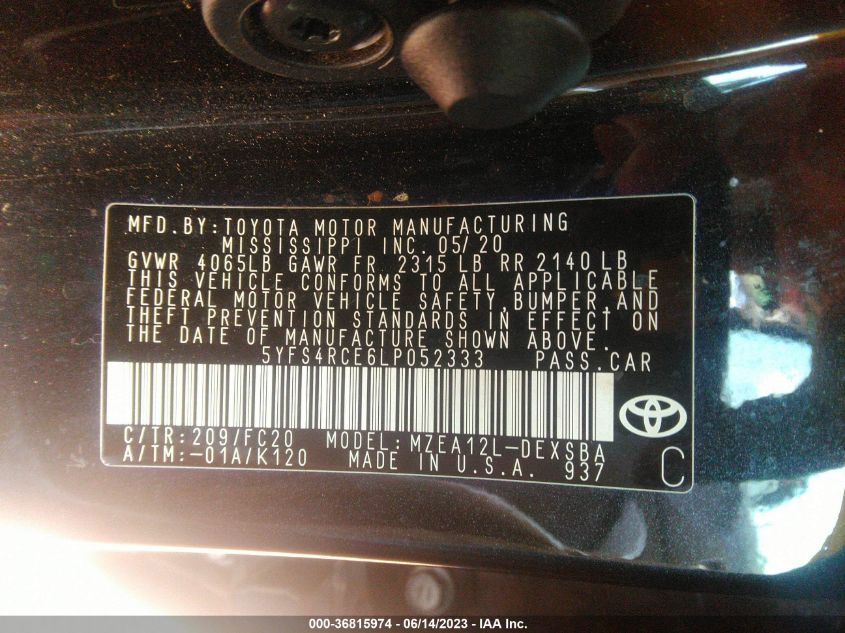 MFD.BY:TOYOTA MOTOR MANUFACTURING
MISSISSIPPI INC. 05/20
GVWR 4065LB GAWR FR. 2315 LB RR 2140 LB
THIS VEHICLE CONFORMS TO ALL APPLICABLE
FEDERAL MOTOR VEHICLE SAFETY,BUMPER,AND
THEFT PREVENTION STANDARDS IN EFFECT ON
THE DATE OF MANUFACTURE SHOWN ABOVE.
5YFS4RCE6LP052333 PASS.CAR
C/TR:209/FC20 MODEL:MZEA12L-DEXSBA
A/TM:-01A/K120 MADE IN U.S.A. 937 C
000-36815974 - 06/14/2023 - IAA Inc.